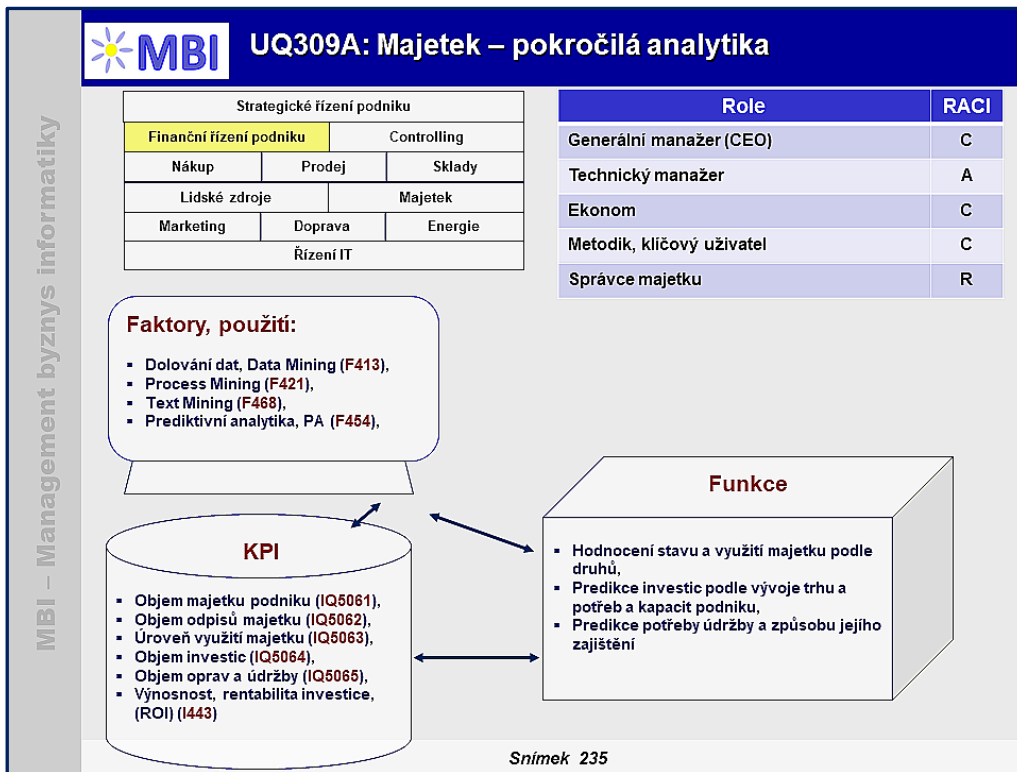 MBI
UQ309A: Majetek – pokročilá analytika
MBI – Management byznys informatiky
Strategické řízení podniku
Finanční řízení podniku
Controlling
Nákup
Prodej
Sklady
Lidské zdroje
Majetek
Marketing
Doprava
Energie
Řízení IT
Role RACI
Generální manažer (CEO) C
Technický manažer A
Ekonom C
Metodik, klíčový uživatel C
Správce majetku R
Faktory, použití:
▪ Dolování dat, Data Mining (F413),
▪ Process Mining (F421),
▪ Text Mining (F468),
▪ Prediktivní analytika, PA (F454),
KPI
▪ Objem majetku podniku (IQ5061),
▪ Objem odpisů majetku (IQ5062),
▪ Úroveň využití majetku (IQ5063),
▪ Objem investic (IQ5064),
▪ Objem oprav a údržby (IQ5065),
▪ Výnosnost, rentabilita investice,
(ROI) (I443)
Funkce
▪ Hodnocení stavu a využití majetku podle
druhů,
▪ Predikce investic podle vývoje trhu a
potřeb a kapacit podniku,
▪ Predikce potřeby údržby a způsobu jejího
zajištění
Snímek 235